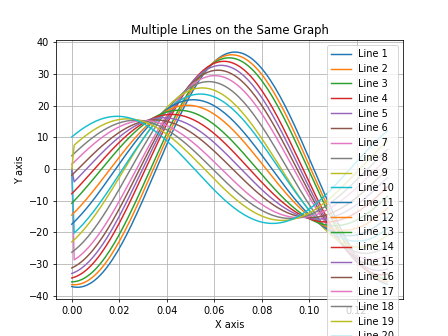 Multiple Lines on the Same Graph
Y axis
40
30
20
10
0
−10
−20
−30
−40
0.00
0.02
0.04
0.06
0.08
0.10
X axis
Line 1
Line 2
Line 3
Line 4
Line 5
Line 6
Line 7
Line 8
Line 9
Line 10
Line 11
Line 12
Line 13
Line 14
Line 15
Line 16
Line 17
Line 18
Line 19
Line 20